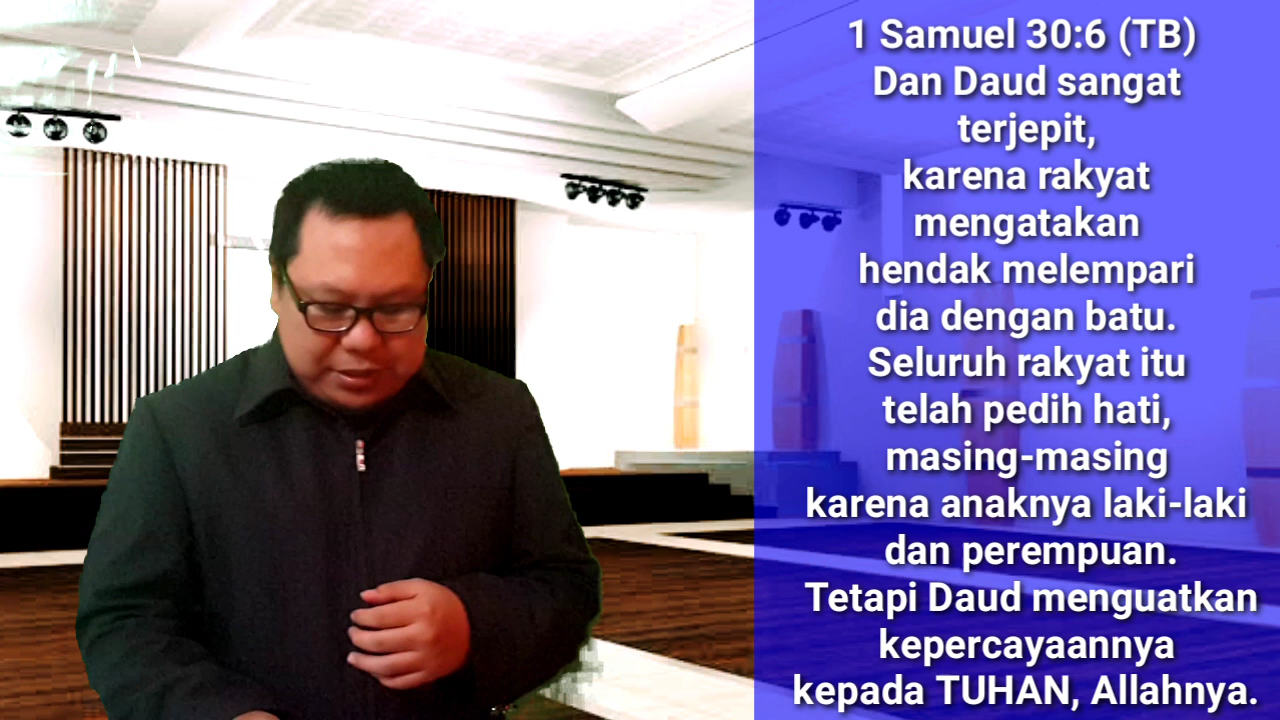 1 Samuel 30:6 (TB)
Dan Daud sangat
terjepit,
karena rakyat
mengatakan
hendak melempari
dia dengan batu.
Seluruh rakyat itu
telah pedih hati,
masing-masing
karena anaknya laki-laki
dan perempuan.
Tetapi Daud menguatkan
kepercayaannya
kepada TUHAN, Allahnya.